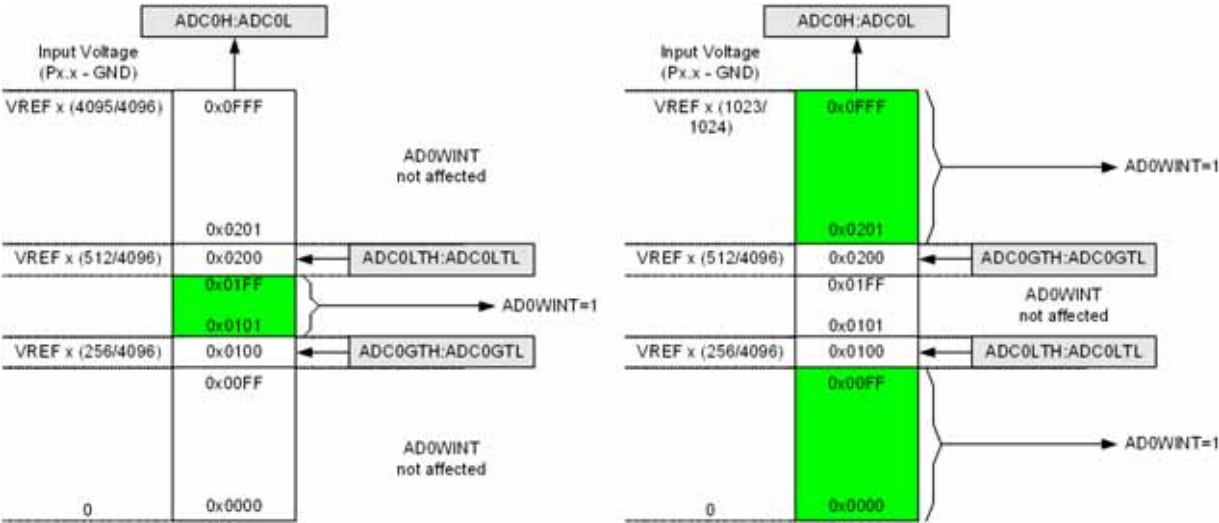 ADC0H:ADC0L
Input Voltage
(Px.x - GND)
VREF x (4095/4096)
0x0FFF
AD0WINT
not affected
0x0201
VREF x (512/4096)
0x0200
ADC0LTH:ADC0LTL
0x01FF
AD0WINT=1
0x0101
VREF x (256/4096)
0x0100
ADC0GTH:ADC0GTL
0x00FF
AD0WINT
not affected
0
0x0000
ADC0H:ADC0L
Input Voltage
(Px.x - GND)
VREF x (1023/
1024)
0x0FFF
AD0WINT=1
0x0201
VREF x (512/4096)
0x0200
ADC0GTH:ADC0GTL
0x01FF
AD0WINT
not affected
0x0101
VREF x (256/4096)
0x0100
ADC0LTH:ADC0LTL
0x00FF
AD0WINT=1
0
0x0000